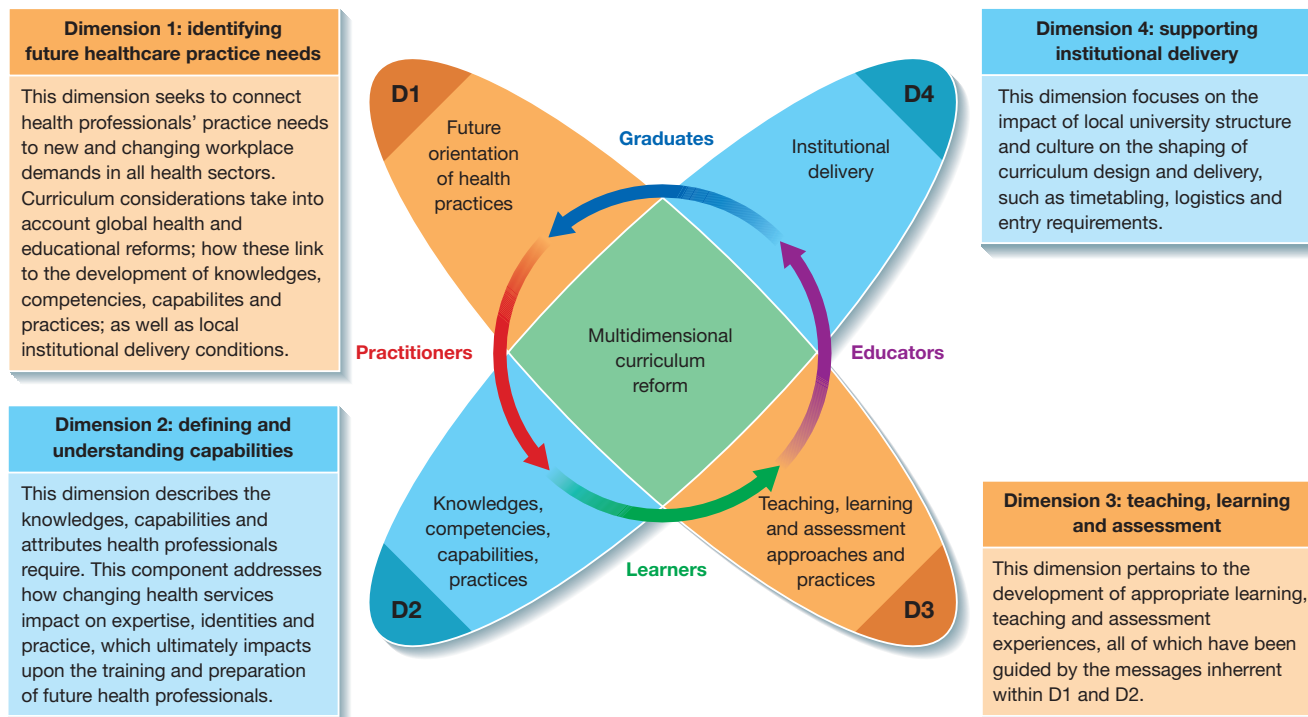 Dimension 1: identifying
future healthcare practice needs
This dimension seeks to connect
health professionals’ practice needs
to new and changing workplace
demands in all health sectors.
Curriculum considerations take into
account global health and
educational reforms; how these link
to the development of knowledges,
competencies, capabilites and
practices; as well as local
institutional delivery conditions.
Dimension 2: defining and
understanding capabilities
This dimension describes the
knowledges, capabilities and
attributes health professionals
require. This component addresses
how changing health services
impact on expertise, identities and
practice, which ultimately impacts
upon the training and preparation
of future health professionals.
D1
Future
orientation
of health
practices
Graduates
D4
Institutional
delivery
Practitioners
Multidimensional
curriculum
reform
Educators
Knowledges,
competencies,
capabilities,
practices
D2
Learners
Teaching, learning
and assessment
approaches and
practices
D3
Dimension 4: supporting
institutional delivery
This dimension focuses on the
impact of local university structure
and culture on the shaping of
curriculum design and delivery,
such as timetabling, logistics and
entry requirements.
Dimension 3: teaching, learning
and assessment
This dimension pertains to the
development of appropriate learning,
teaching and assessment
experiences, all of which have been
guided by the messages inherrent
within D1 and D2.